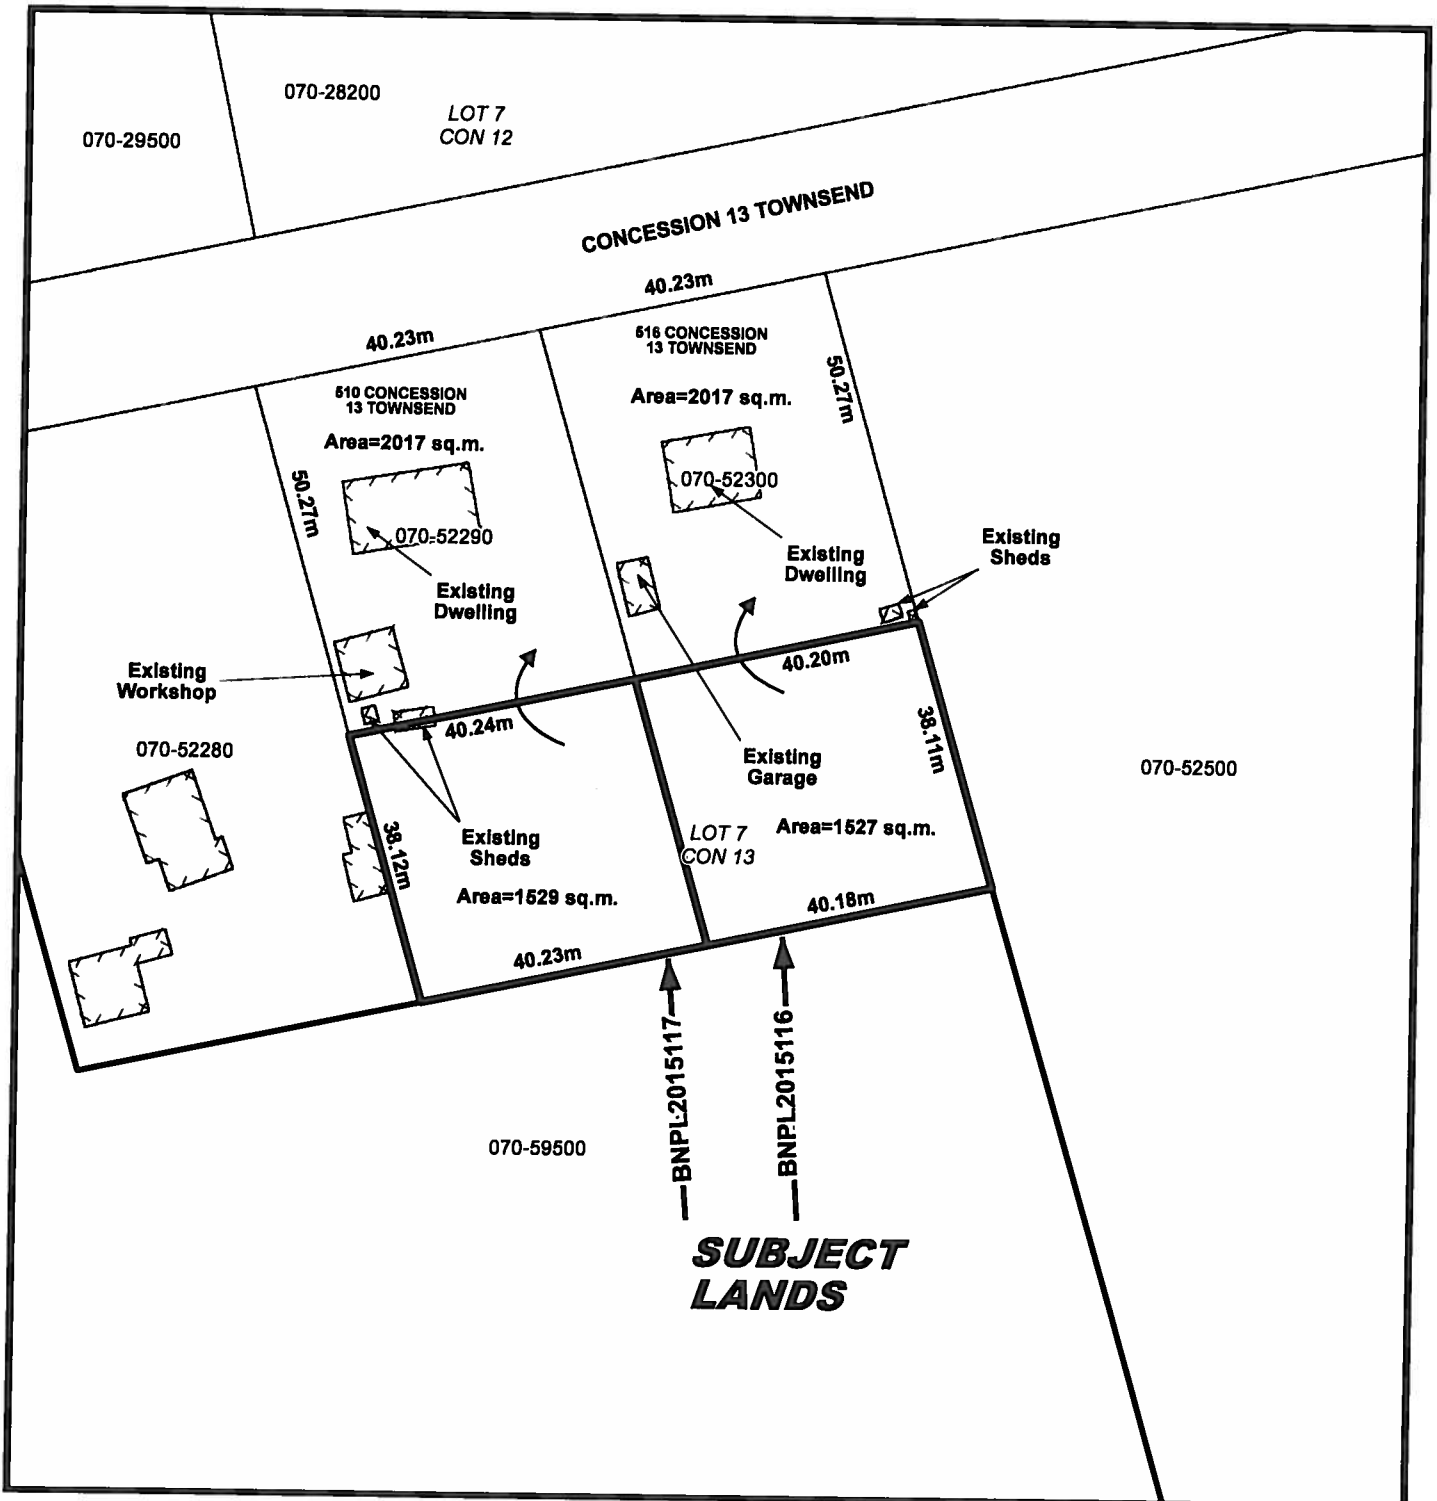 070-28200
LOT 7
CON 12
070-29500
CONCESSION 13 TOWNSEND
40.23m
40.23m
516 CONCESSION
13 TOWNSEND
Area=2017 sq.m.
50.27m
510 CONCESSION
13 TOWNSEND
Area=2017 sq.m.
50.27m
070-52300
070-52290
Existing
Dwelling
Existing
Sheds
Existing
Dwelling
Existing
Workshop
40.20m
40.24m
38.11m
070-52280
Existing
Garage
070-52500
LOT 7
CON 13
Area=1527 sq.m.
38.12m
Existing
Sheds
Area=1529 sq.m.
40.18m
40.23m
BNPL2015117
BNPL2015116
070-59500
SUBJECT
LANDS